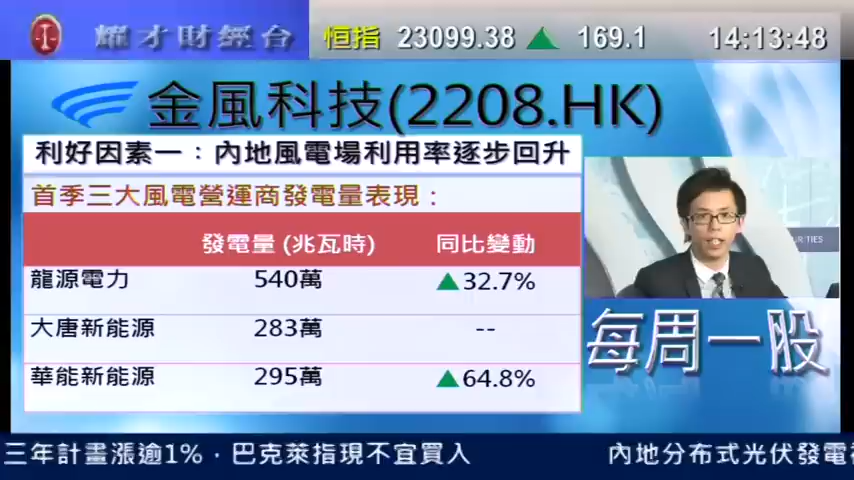 耀才財經台
恒指 23099.38 ▲ 169.1 14:13:48
金風科技(2208.HK)
利好因素一：內地風電場利用率逐步回升
首季三大風電營運商發電量表現：
發電量 (兆瓦時) 同比變動
龍源電力 540萬 ▲32.7%
大唐新能源 283萬 --
華能新能源 295萬 ▲64.8%
每周一股
三年計畫漲逾1%，巴克萊指現不宜買入 內地分布式光伏發電